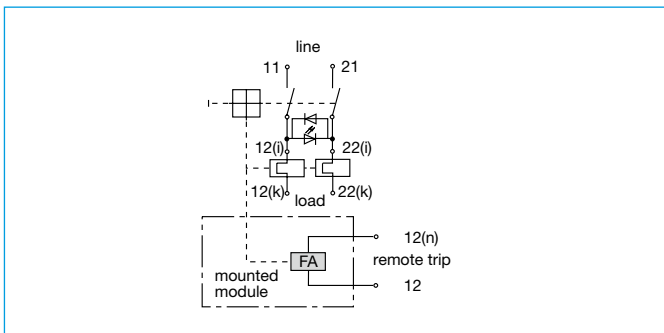 line
11 21
12(i) 22(i)
12(k) 22(k)
load
12(n)
FA remote trip
mounted
module
12